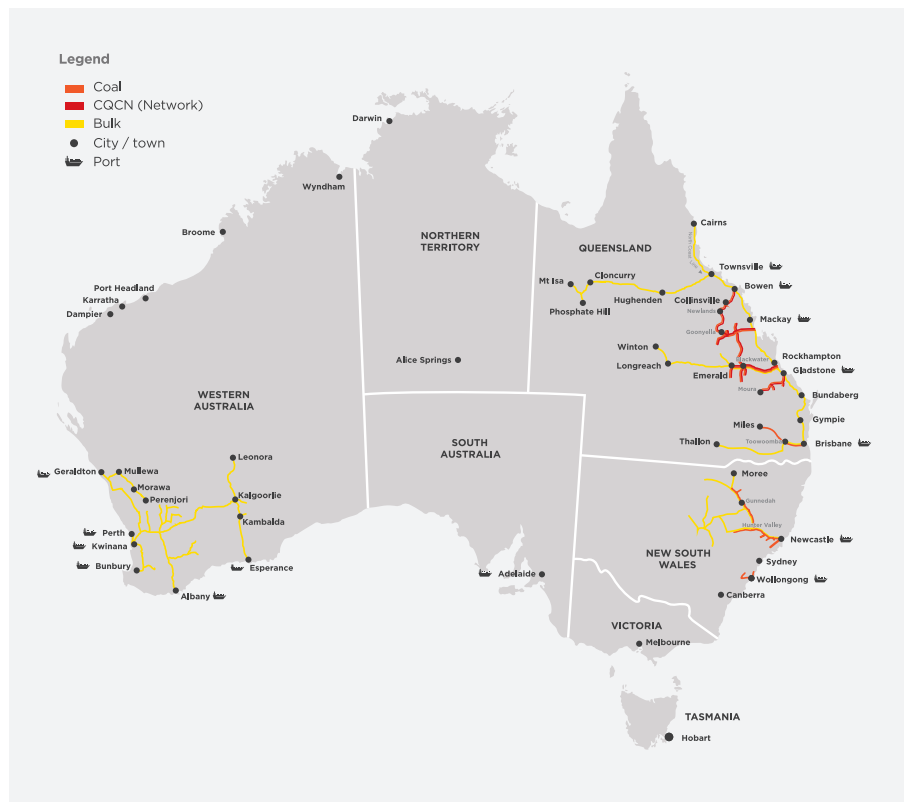 Legend
Coal
CQCN (Network)
Bulk
City / town
Port
Darwin
Wyndham
Broome
Port Headland
Karratha
Dampier
NORTHERN
TERRITORY
Alice Springs
WESTERN
AUSTRALIA
SOUTH
AUSTRALIA
QUEENSLAND
Cairns
Townsville
Mt Isa
Cloncurry
Bowen
Hughenden
Collinsville
Phosphate Hill
Newlands
Mackay
Goonyella
Winton
Longreach
Blackwater
Rockhampton
Emerald
Gladstone
Moura
Bundaberg
Gympie
Miles
Thallon
Toowoomba
Brisbane
Leonora
Geraldton
Mullewa
Morawa
Perenjori
Kalgoorlie
Kambalda
Perth
Kwinana
Bunbury
Esperance
Albany
Adelaide
Moree
Gunnedah
Hunter Valley
Newcastle
NEW SOUTH
WALES
Sydney
Wollongong
Canberra
VICTORIA
Melbourne
TASMANIA
Hobart